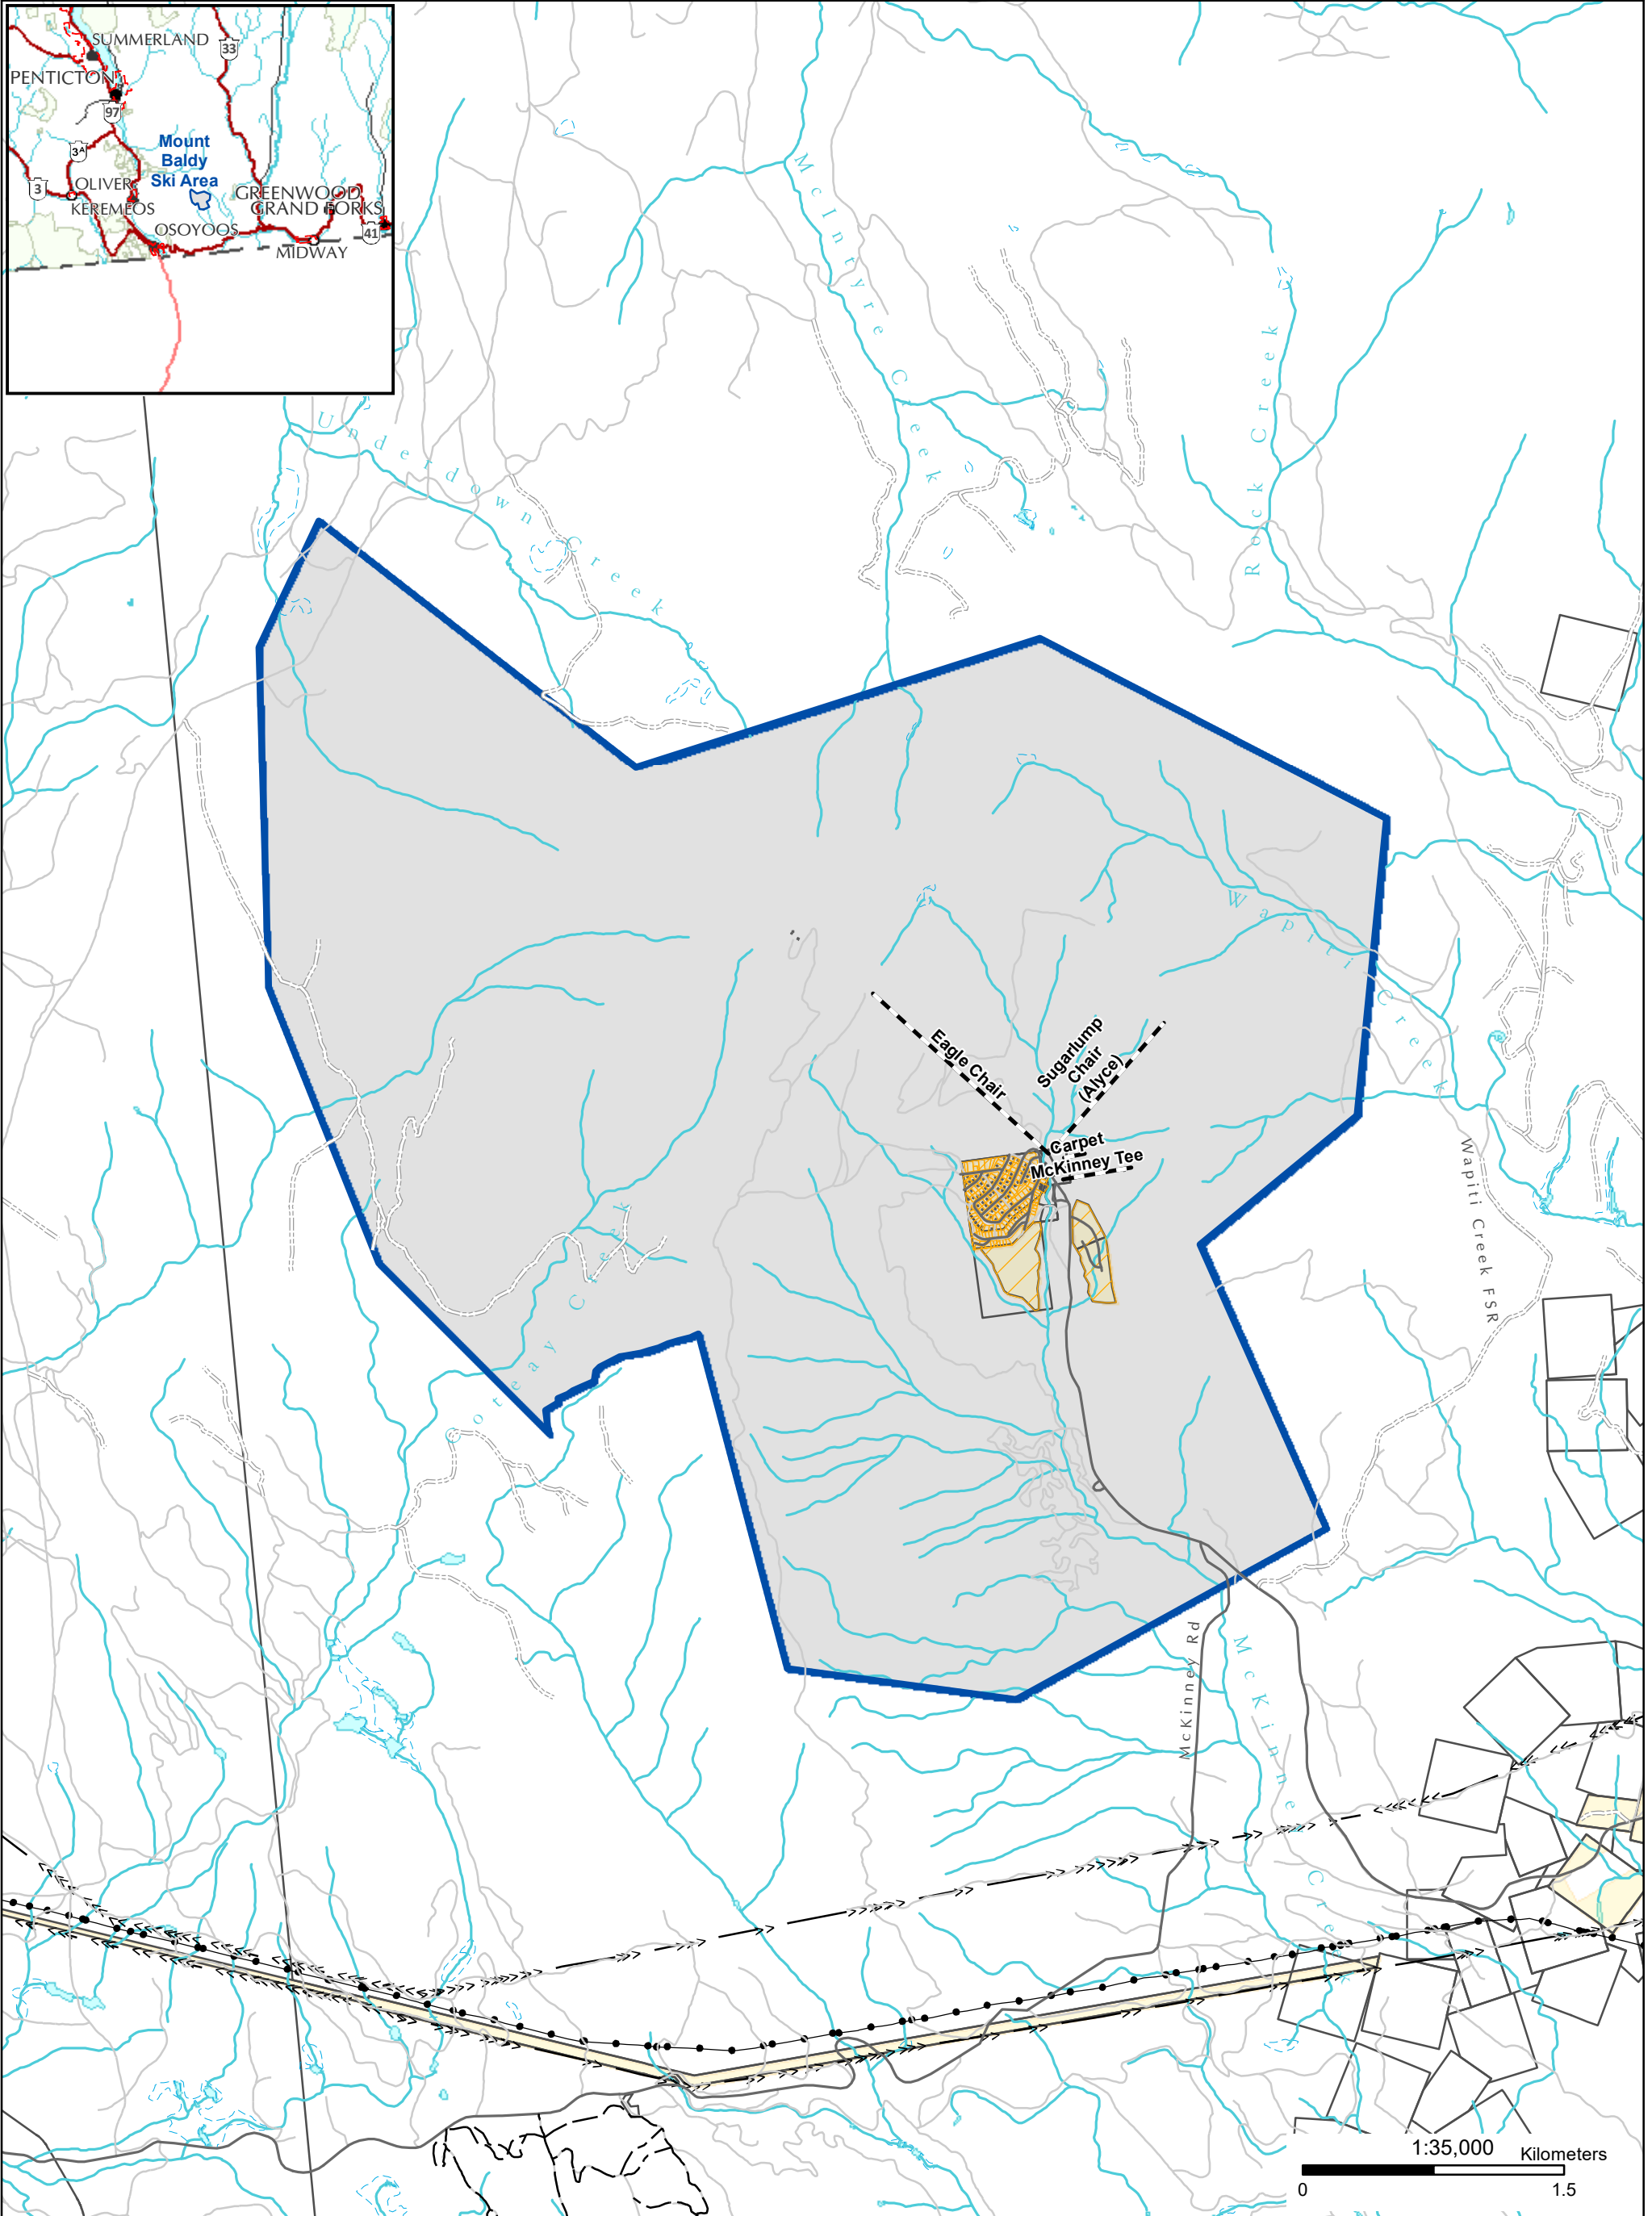 SUMMERLAND
33
PENTICTON
97
Mount
Baldy
Ski Area
3A
3
OLIVER
KEREMEOS
GREENWOOD
GRAND FORKS
OSOYOOS
41
MIDWAY
McIntyre Creek
Rock Creek
Underdown Creek
Wapiti Creek
Eagle Chair
Sugarlump
Chair
(Alyce)
Carpet
McKinney Tee
Wapiti Creek FSR
Coteay Creek
McKinney Rd
McKinney Creek
1:35,000
Kilometers
0
1.5